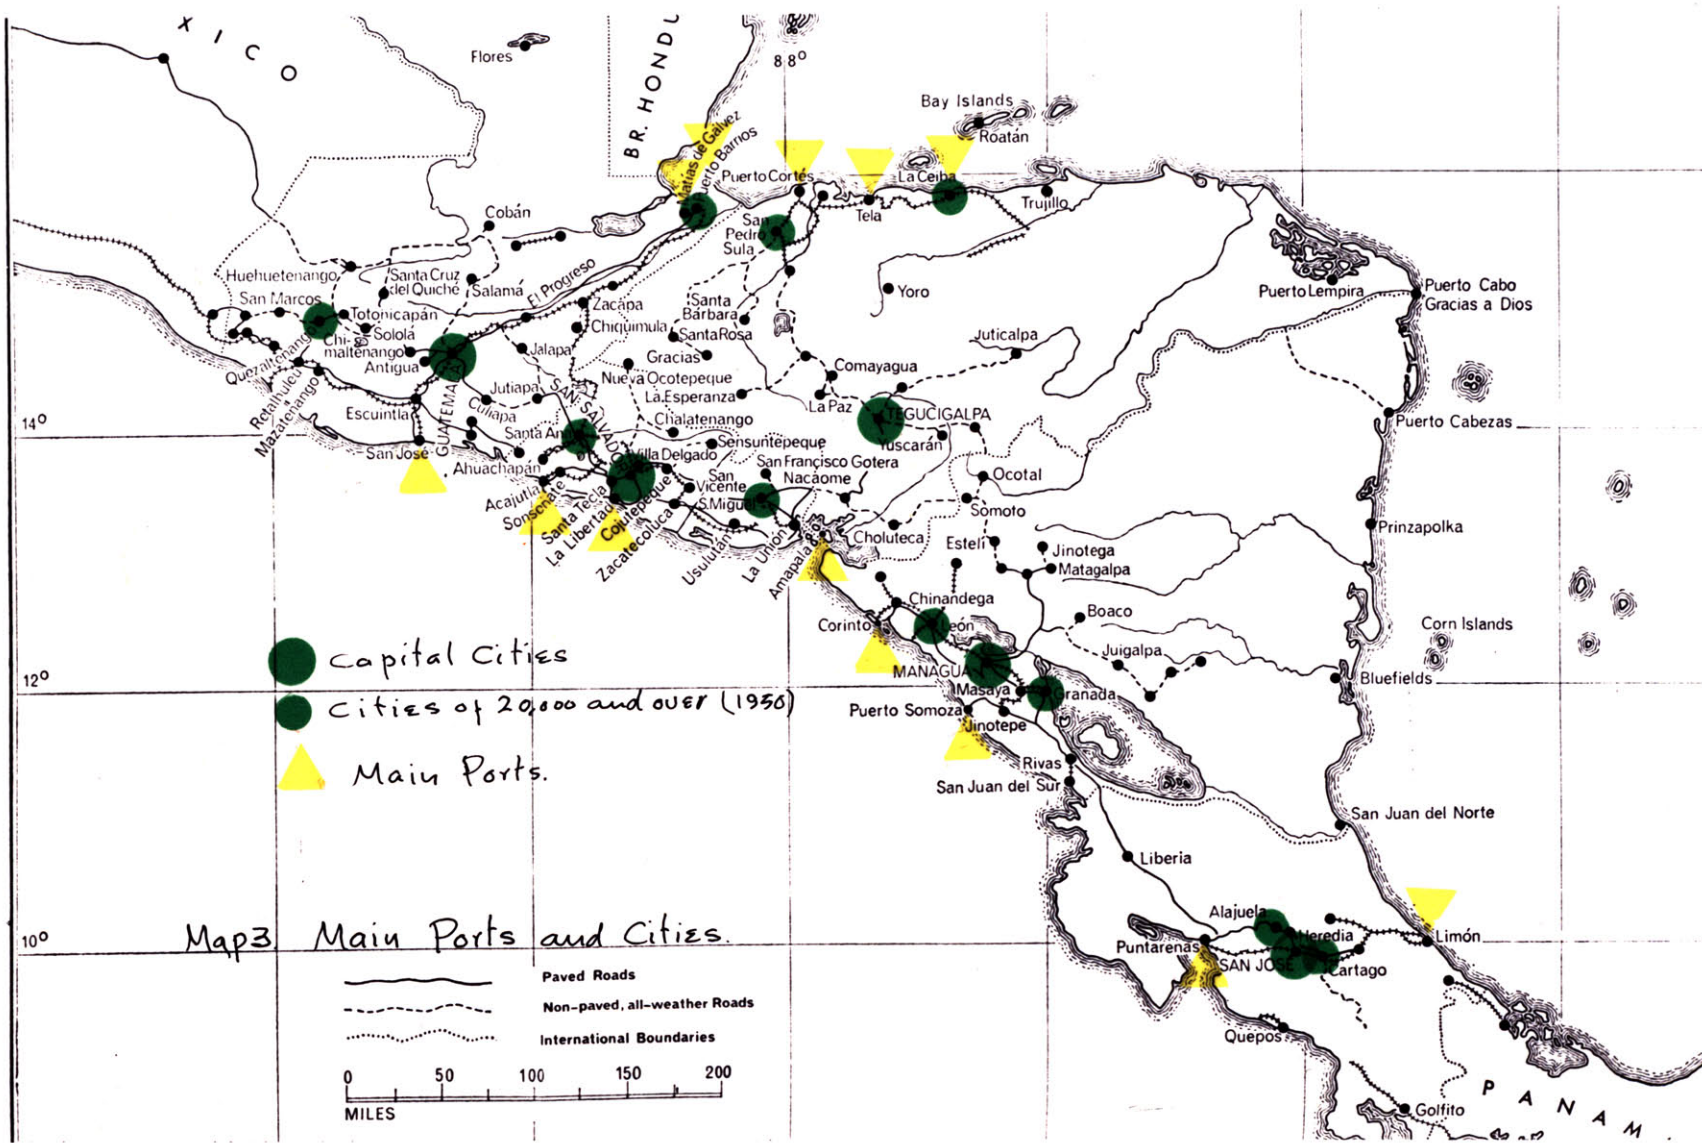 X I C O
Flores
BR. HONDU
88°
Bay Islands
Roatán
Matías de Gálvez
Puerto Barrios
Puerto Cortés
La Ceiba
Tela
Trujillo
San
Pedro
Sula
Cobán
Huehuetenango
Santa Cruz
del Quiché
Salamá
El Progreso
San Marcos
Totonicapán
Sololá
Zacapa
Chiquimula
Santa
Bárbara
Santa Rosa
Yoro
Puerto Lempira
Puerto Cabo
Gracias a Dios
Quezaltenango
Chi-
maltenango
Antigua
Jalapa
Gracias
Juticalpa
Comayagua
Retalhuleu
Mazatenango
GUATEMALA
Jutiapa
Cuilapa
Nueva Ocotepeque
La Esperanza
La Paz
Escuintla
SAN SALVADOR
Chalatenango
TEGUCIGALPA
Yuscarán
Puerto Cabezas
14°
San José
Santa Ana
Ahuachapán
Villa Delgado
Sensuntepeque
San Francisco Gotera
Nacaome
Ocotal
Acajutla
Sonsonate
Santa Tecla
La Libertad
Cojutepeque
Zacatecoluca
San
Vicente
S. Miguel
Usulután
La Unión
Amapala
Choluteca
Somoto
Prinzapolka
Estelí
Jinotega
Matagalpa
Chinandega
Boaco
Corinto
León
Corn Islands
Juigalpa
MANAGUA
Masaya
Granada
Bluefields
Puerto Somoza
Jinotepe
Capital Cities
12°
Cities of 20,000 and over (1950)
Main Ports.
Rivas
San Juan del Sur
San Juan del Norte
Liberia
Alajuela
Heredia
Limón
Puntarenas
SAN JOSE
Cartago
10°
Map3 Main Ports and Cities.
Paved Roads
Non-paved, all-weather Roads
International Boundaries
Quepos
0 50 100 150 200
MILES
Golfito
P A N A M